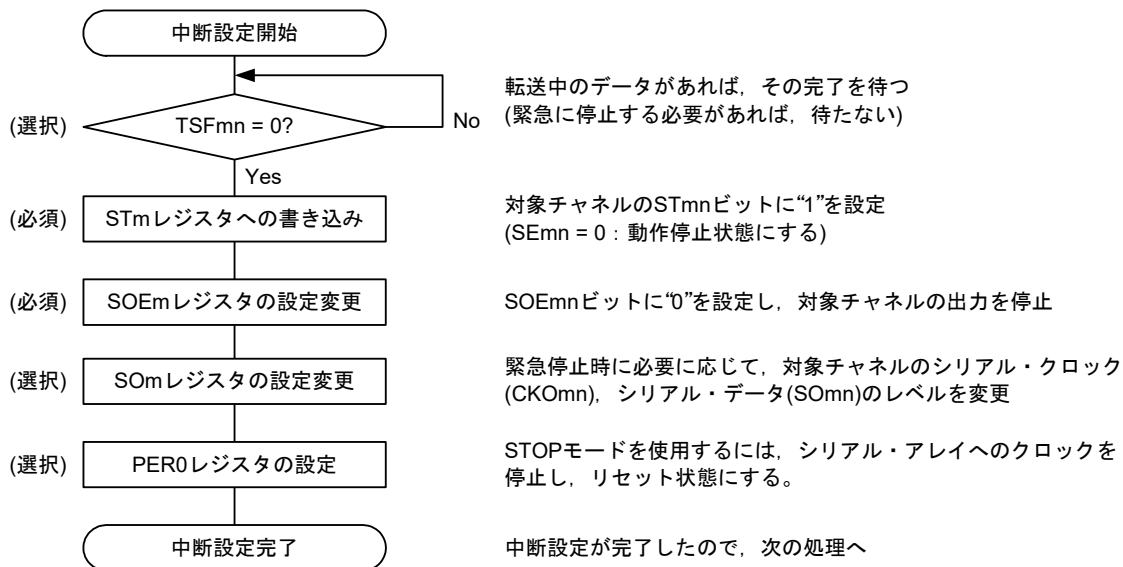 中断設定開始
転送中のデータがあれば，その完了を待つ
(選択) TSFmn = 0? No (緊急に停止する必要があれば，待たない)
Yes
(必須) STmレジスタへの書き込み 対象チャネルのSTmnビットに“1”を設定
(SEmn = 0：動作停止状態にする)
(必須) SOEmレジスタの設定変更 SOEmnビットに“0”を設定し，対象チャネルの出力を停止
(選択) SOmレジスタの設定変更 緊急停止時に必要に応じて，対象チャネルのシリアル・クロック
(CKOmn)，シリアル・データ(SOmn)のレベルを変更
(選択) PER0レジスタの設定 STOPモードを使用するには，シリアル・アレイへのクロックを
停止し，リセット状態にする。
中断設定完了 中断設定が完了したので，次の処理へ